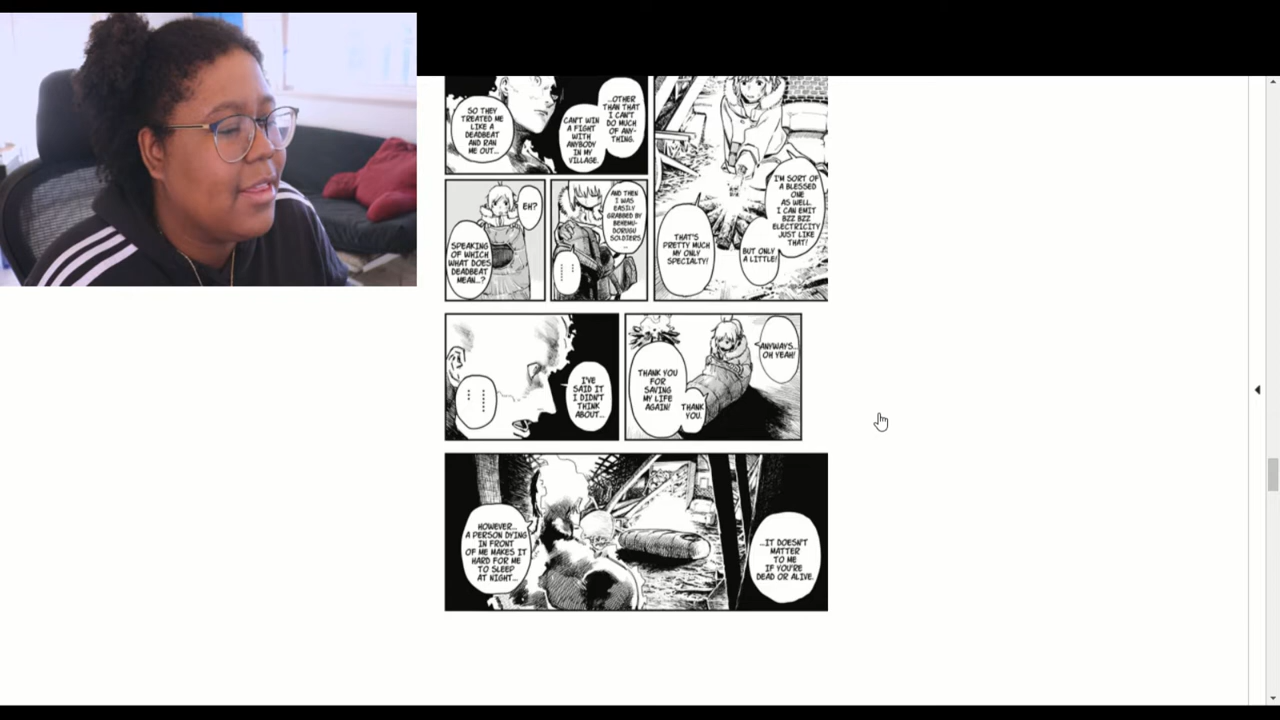 ...OTHER
THAN THAT
I CAN'T
DO MUCH
OF ANY-
THING.
CAN'T WIN
A FIGHT
WITH
ANYBODY
IN MY
VILLAGE.
SO THEY
TREATED ME
LIKE A
DEADBEAT
AND RAN
ME OUT...
I'M SORT OF
A BLESSED
ONE
AS WELL.
I CAN EMIT
BZZ BZZ
ELECTRICITY
JUST LIKE
THAT!
BUT ONLY
A LITTLE!
THAT'S
PRETTY MUCH
MY ONLY
SPECIALTY!
AND THEN
I WAS
EASILY
GRABBED BY
BEHEMU-
DORUGU
SOLDIERS
..
EH?
SPEAKING
OF WHICH
WHAT DOES
DEADBEAT
MEAN...?
ANYWAYS...
OH YEAH!
THANK YOU
FOR
SAVING
MY LIFE
AGAIN!
THANK
YOU.
I'VE
SAID IT
I DIDN'T
THINK
ABOUT...
...IT DOESN'T
MATTER
TO ME
IF YOU'RE
DEAD OR ALIVE.
HOWEVER...
A PERSON DYING
IN FRONT
OF ME MAKES IT
HARD FOR ME
TO SLEEP
AT NIGHT...